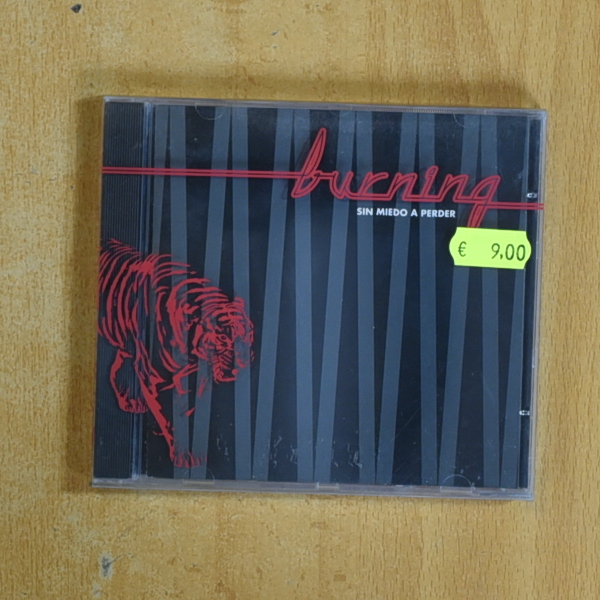 burning
SIN MIEDO A PERDER
€ 9,00